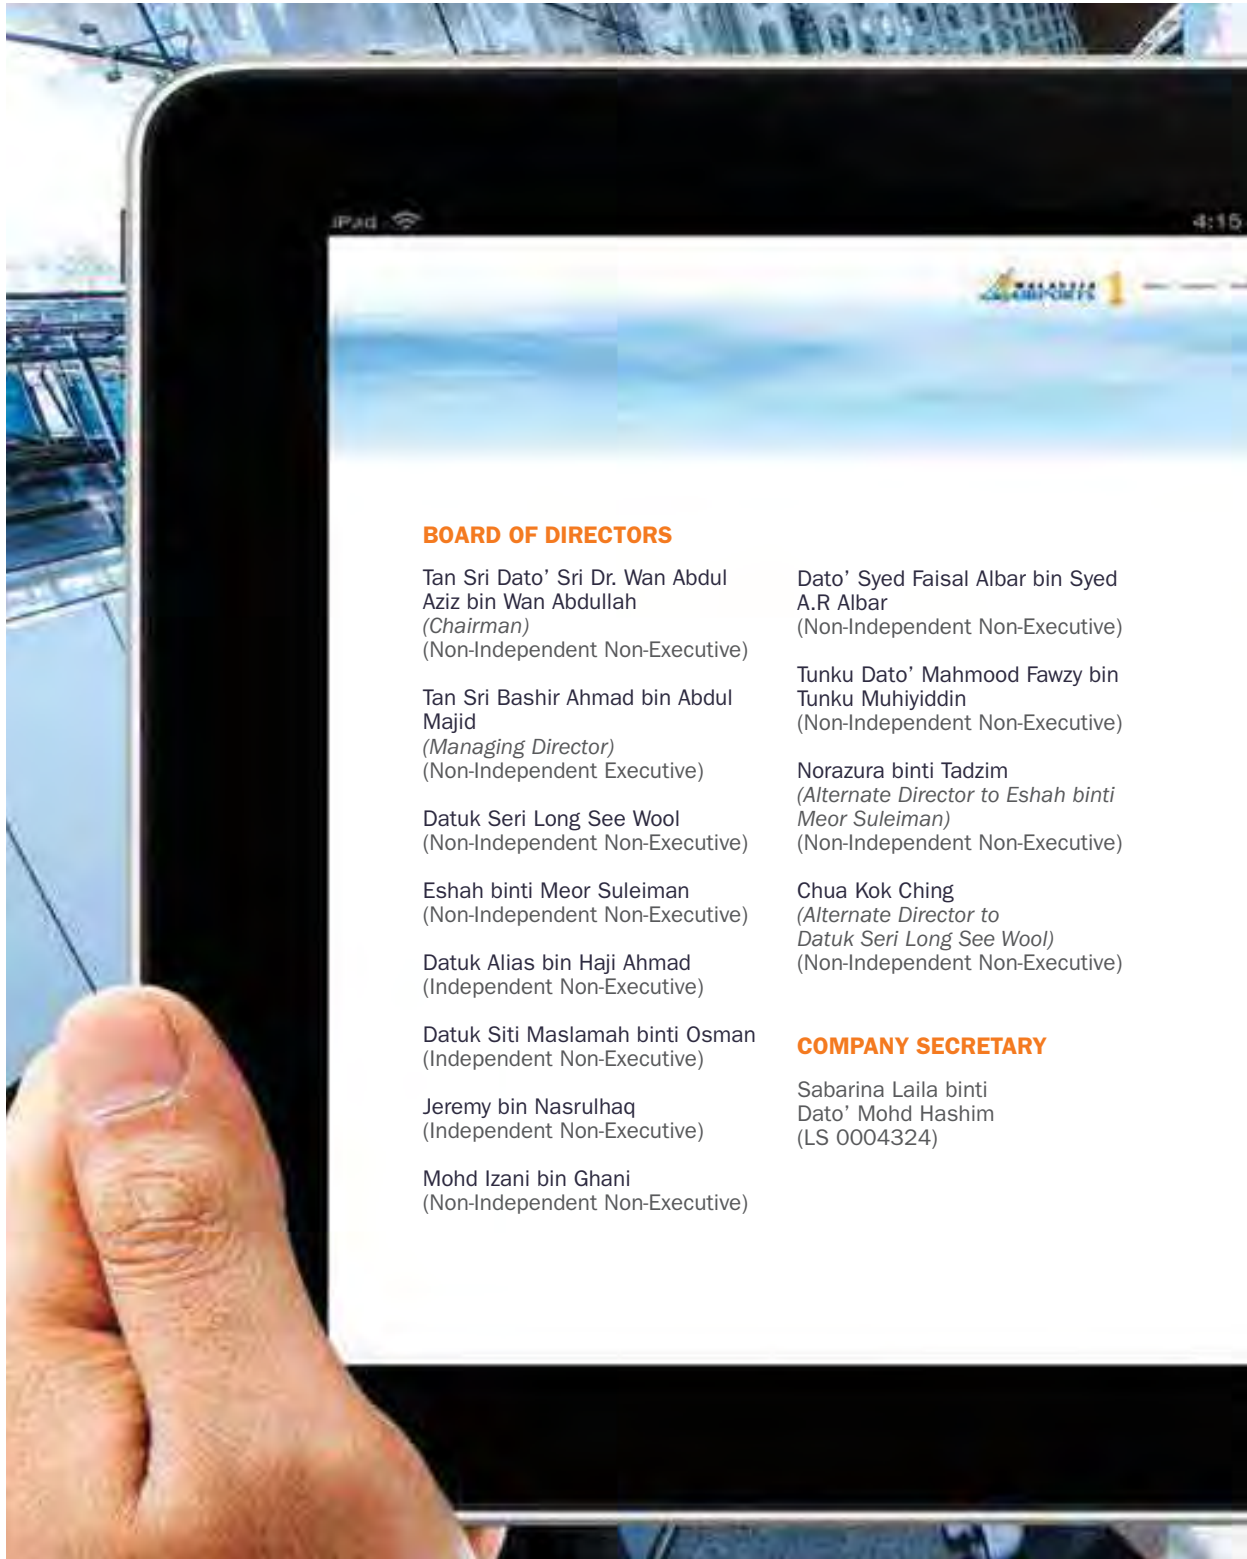 iPad
4:15
MALAYSIA
AIRPORTS
1
BOARD OF DIRECTORS
Tan Sri Dato’ Sri Dr. Wan Abdul
Aziz bin Wan Abdullah
(Chairman)
(Non-Independent Non-Executive)
Tan Sri Bashir Ahmad bin Abdul
Majid
(Managing Director)
(Non-Independent Executive)
Datuk Seri Long See Wool
(Non-Independent Non-Executive)
Eshah binti Meor Suleiman
(Non-Independent Non-Executive)
Datuk Alias bin Haji Ahmad
(Independent Non-Executive)
Datuk Siti Maslamah binti Osman
(Independent Non-Executive)
Jeremy bin Nasrulhaq
(Independent Non-Executive)
Mohd Izani bin Ghani
(Non-Independent Non-Executive)
Dato’ Syed Faisal Albar bin Syed
A.R Albar
(Non-Independent Non-Executive)
Tunku Dato’ Mahmood Fawzy bin
Tunku Muhiyiddin
(Non-Independent Non-Executive)
Norazura binti Tadzim
(Alternate Director to Eshah binti
Meor Suleiman)
(Non-Independent Non-Executive)
Chua Kok Ching
(Alternate Director to
Datuk Seri Long See Wool)
(Non-Independent Non-Executive)
COMPANY SECRETARY
Sabarina Laila binti
Dato’ Mohd Hashim
(LS 0004324)